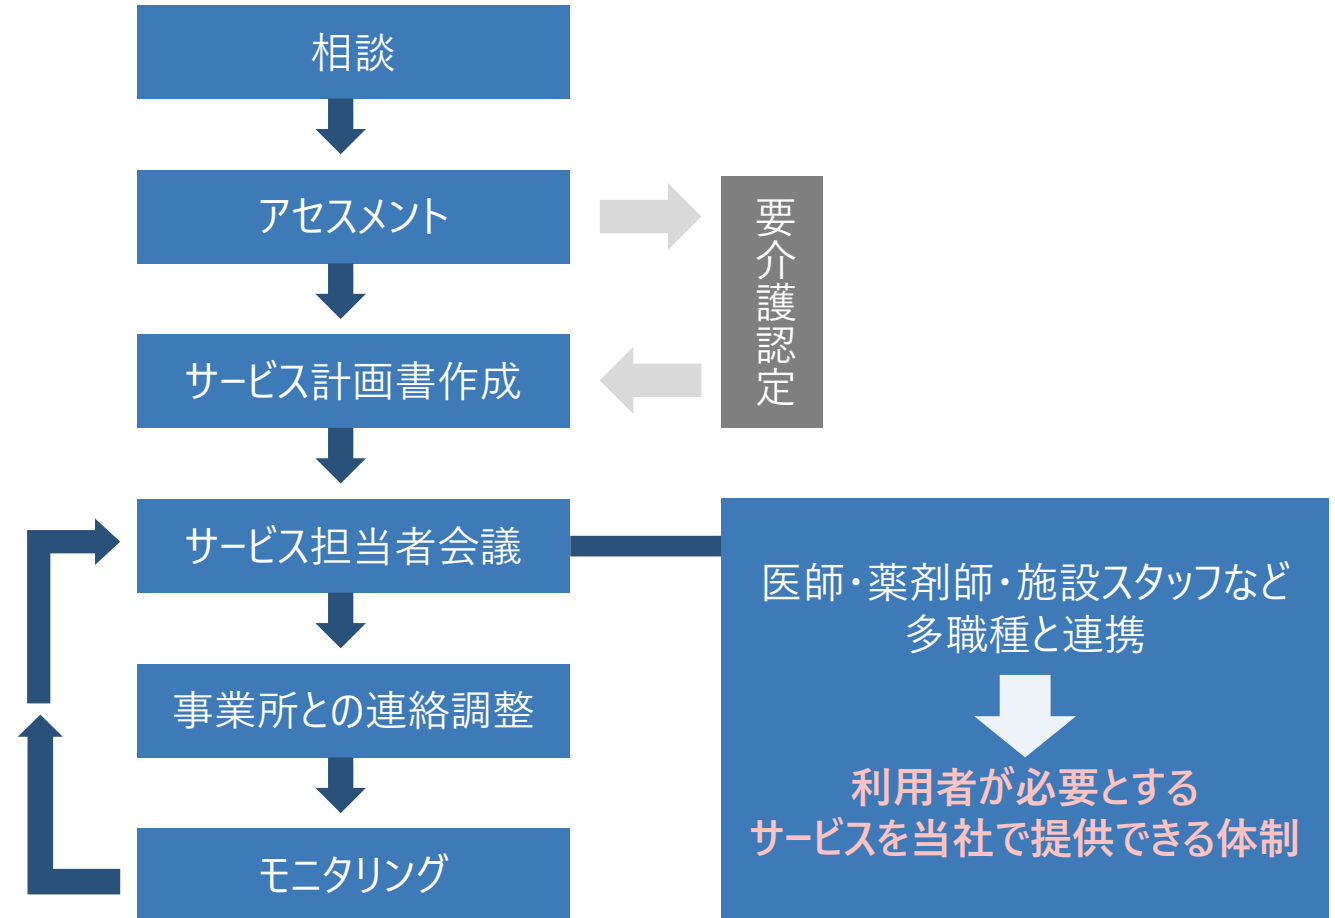 相談
アセスメント
要介護認定
サービス計画書作成
サービス担当者会議
医師・薬剤師・施設スタッフなど
多職種と連携
事業所との連絡調整
利用者が必要とする
サービスを当社で提供できる体制
モニタリング